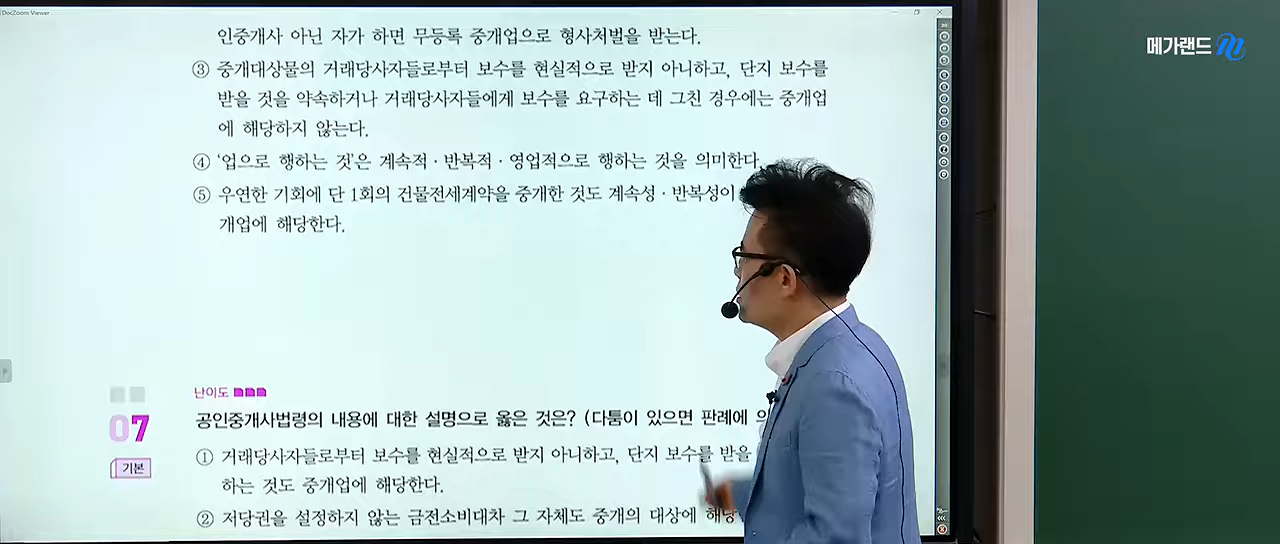 DocZoom Viewer
메가랜드
인중개사 아닌 자가 하면 무등록 중개업으로 형사처벌을 받는다.
③ 중개대상물의 거래당사자들로부터 보수를 현실적으로 받지 아니하고, 단지 보수를
받을 것을 약속하거나 거래당사자들에게 보수를 요구하는 데 그친 경우에는 중개업
에 해당하지 않는다.
④ ‘업으로 행하는 것’은 계속적·반복적·영업적으로 행하는 것을 의미한다.
⑤ 우연한 기회에 단 1회의 건물전세계약을 중개한 것도 계속성·반복성이
개업에 해당한다.
난이도
07 공인중개사법령의 내용에 대한 설명으로 옳은 것은? (다툼이 있으면 판례에
기본
① 거래당사자들로부터 보수를 현실적으로 받지 아니하고, 단지 보수를 받을
하는 것도 중개업에 해당한다.
② 저당권을 설정하지 않는 금전소비대차 그 자체도 중개의 대상에